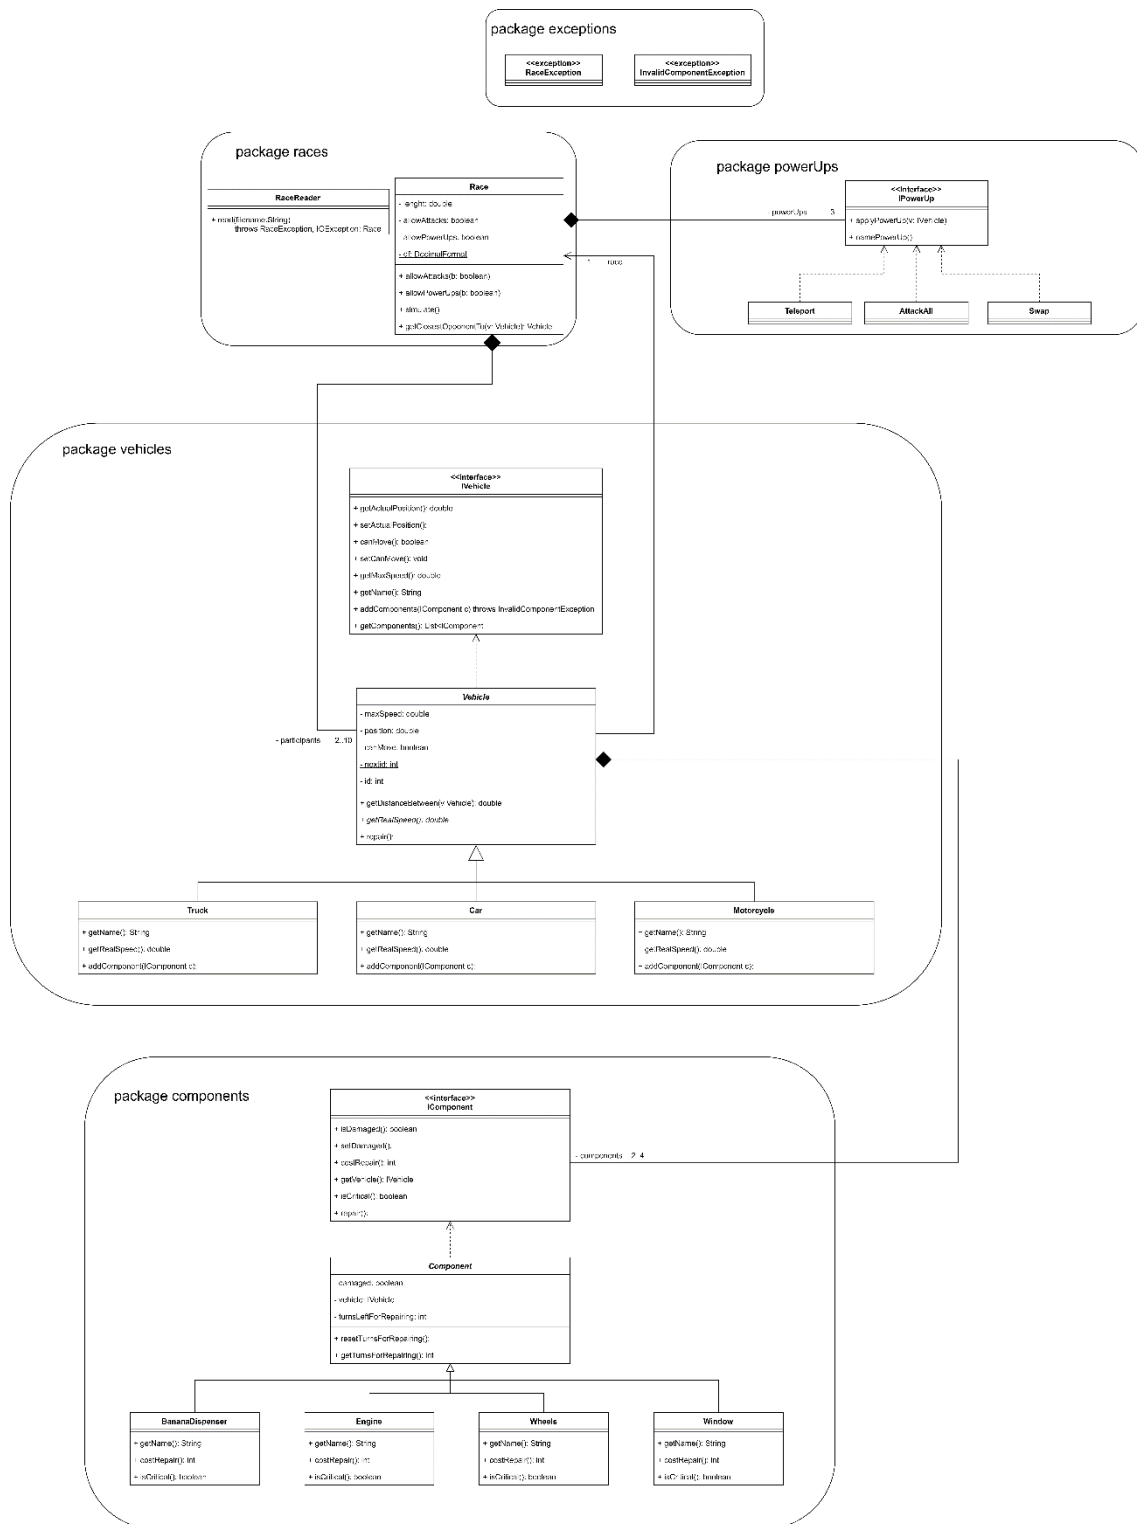 package exceptions
<<exception>>
RaceException
<<exception>>
InvalidComponentException
package races
RaceReader
+ read(filename:String)
throws RaceException, IOException: Race
Race
- lenght: double
- allowAttacks: boolean
allowPowerUps: boolean
- df: DecimalFormat
+ allowAttacks(b: boolean)
+ allowPowerUps(b: boolean)
+ simulate()
+ getClosestOpponentTo(v: Vehicle): Vehicle
package powerUps
<<Interface>>
IPowerUp
+ applyPowerUp(v: IVehicle)
+ namePowerUp()
powerUps 3
Teleport
AttackAll
Swap
1 race
package vehicles
<<Interface>>
IVehicle
+ getActualPosition(): double
+ setActualPosition():
+ canMove(): boolean
+ setCanMove(): void
+ getMaxSpeed(): double
+ getName(): String
+ addComponents(IComponent c) throws InvalidComponentException
+ getComponents(): List<IComponent
Vehicle
- maxSpeed: double
- position: double
canMove: boolean
- nextId: int
- id: int
+ getDistanceBetween(v Vehicle): double
+ getRealSpeed(): double
+ repair():
- participants 2..10
Truck
+ getName(): String
+ getRealSpeed(): double
+ addComponent(IComponent c):
Car
+ getName(): String
+ getRealSpeed(): double
+ addComponent(IComponent c):
Motorcycle
+ getName(): String
getRealSpeed(): double
+ addComponent(IComponent c):
package components
<<interface>>
IComponent
+ isDamaged(): boolean
+ setDamaged():
+ costRepair(): int
+ getVehicle(): IVehicle
+ isCritical(): boolean
+ repair():
- components 2..4
Component
damaged: boolean
- vehicle: IVehicle
- turnsLeftForRepairing: int
+ resetTurnsForRepairing():
+ getTurnsForRepairing(): int
BananaDispenser
+ getName(): String
+ costRepair(): int
+ isCritical(): boolean
Engine
+ getName(): String
+ costRepair(): int
+ isCritical(): boolean
Wheels
+ getName(): String
+ costRepair(): int
+ isCritical(): boolean
Window
+ getName(): String
+ costRepair(): int
+ isCritical(): boolean